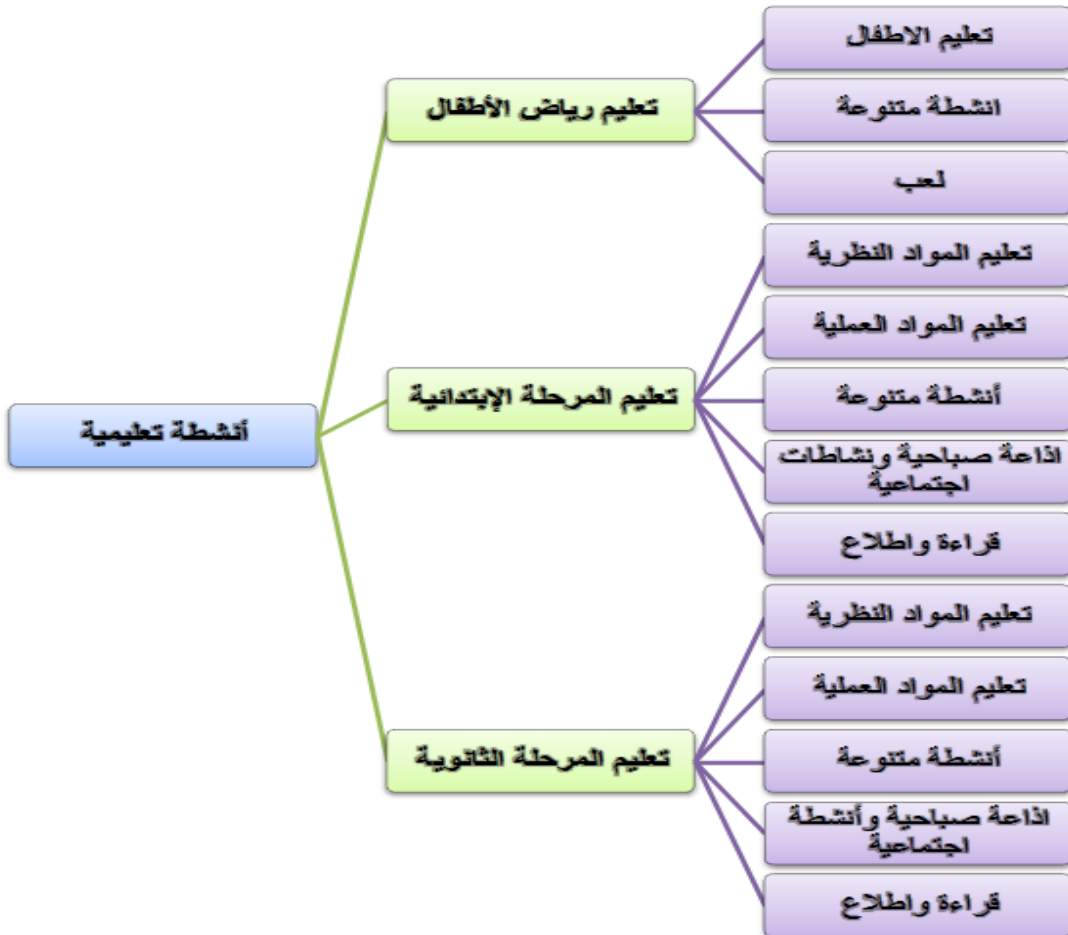 أنشطة تعليمية
تعليم رياض الأطفال
تعليم الاطفال
انشطة متنوعة
لعب
تعليم المرحلة الإبتدائية
تعليم المواد النظرية
تعليم المواد العملية
أنشطة متنوعة
اذاعة صباحية ونشاطات
اجتماعية
قراءة واطلاع
تعليم المرحلة الثانوية
تعليم المواد النظرية
تعليم المواد العملية
أنشطة متنوعة
اذاعة صباحية وأنشطة
اجتماعية
قراءة واطلاع